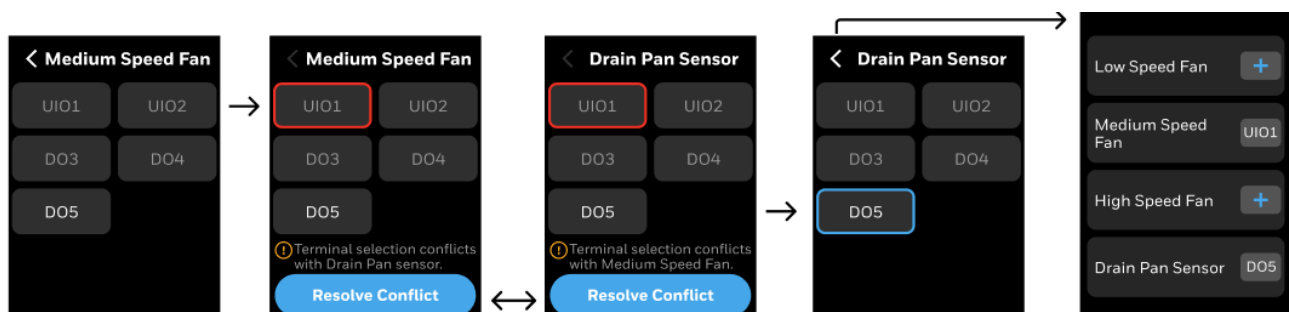 Medium Speed Fan
UIO1 UIO2
DO3 DO4
DO5
Medium Speed Fan
UIO1 UIO2
DO3 DO4
DO5
Terminal selection conflicts
with Drain Pan sensor.
Resolve Conflict
Drain Pan Sensor
UIO1 UIO2
DO3 DO4
DO5
Terminal selection conflicts
with Medium Speed Fan.
Resolve Conflict
Drain Pan Sensor
UIO1 UIO2
DO3 DO4
DO5
Low Speed Fan +
Medium Speed
Fan
UIO1
High Speed Fan +
Drain Pan Sensor DO5